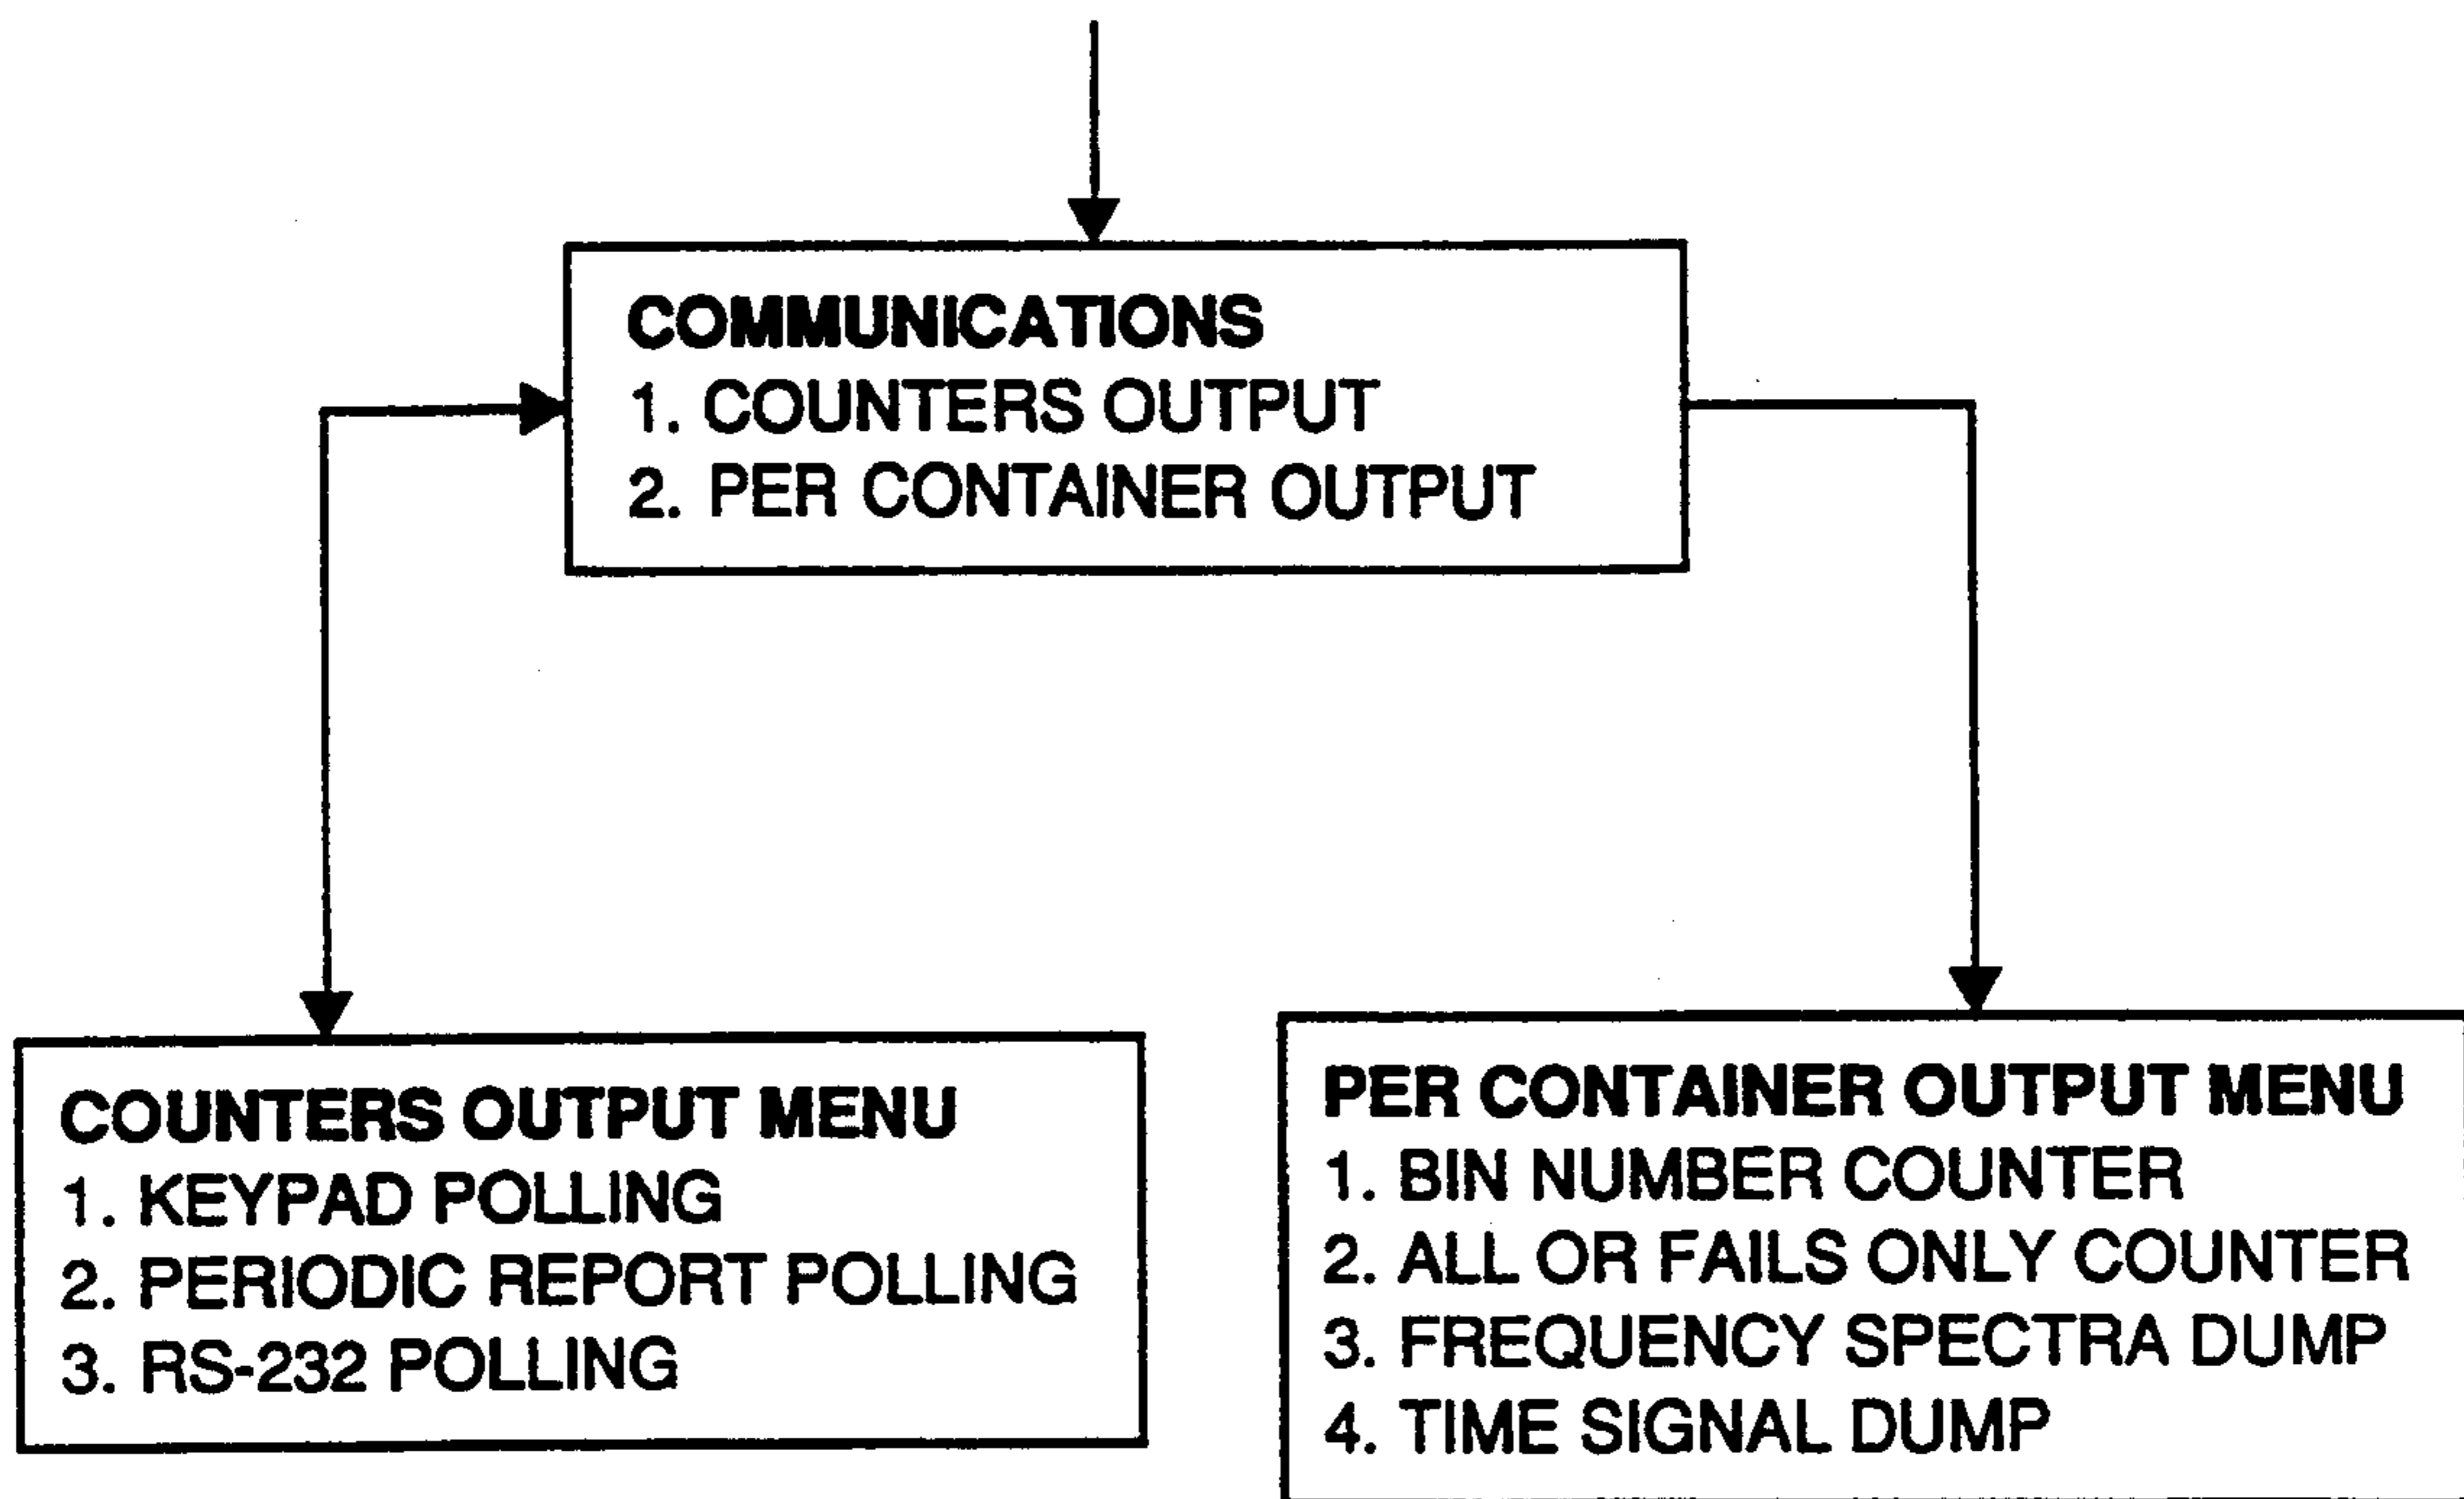 COMMUNICATIONS
1. COUNTERS OUTPUT
2. PER CONTAINER OUTPUT
COUNTERS OUTPUT MENU
1. KEYPAD POLLING
2. PERIODIC REPORT POLLING
3. RS-232 POLLING
PER CONTAINER OUTPUT MENU
1. BIN NUMBER COUNTER
2. ALL OR FAILS ONLY COUNTER
3. FREQUENCY SPECTRA DUMP
4. TIME SIGNAL DUMP